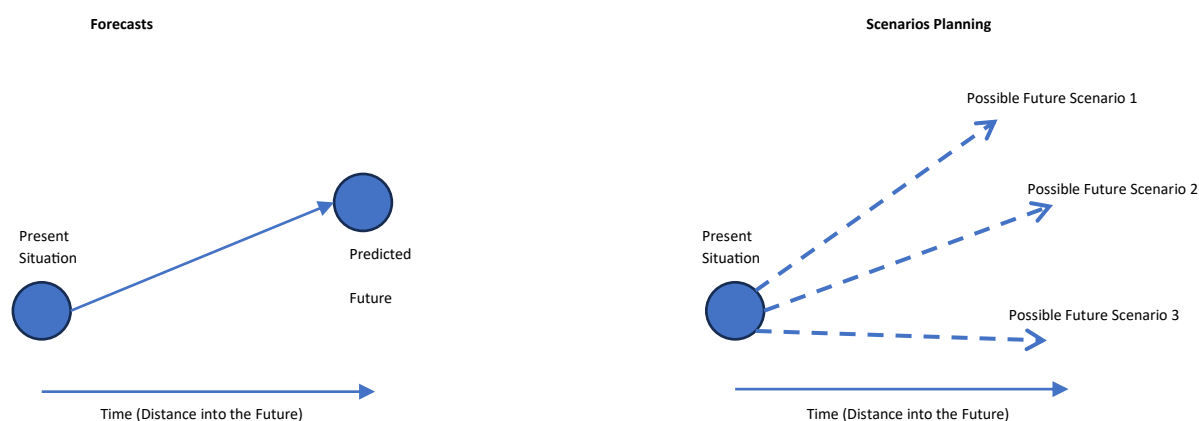 Forecasts
Present
Situation
Predicted
Future
Time (Distance into the Future)
Scenarios Planning
Possible Future Scenario 1
Possible Future Scenario 2
Present
Situation
Possible Future Scenario 3
Time (Distance into the Future)